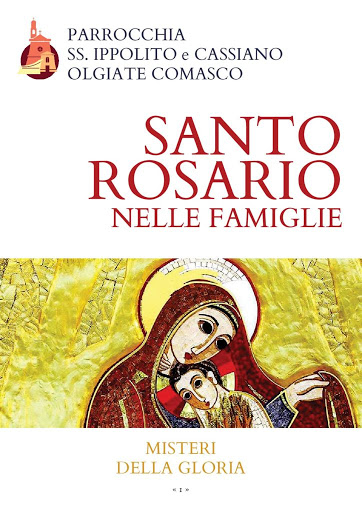 PARROCCHIA
SS. IPPOLITO e CASSIANO
OLGIATE COMASCO
SANTO
ROSARIO
NELLE FAMIGLIE
MISTERI
DELLA GLORIA
« 1 »